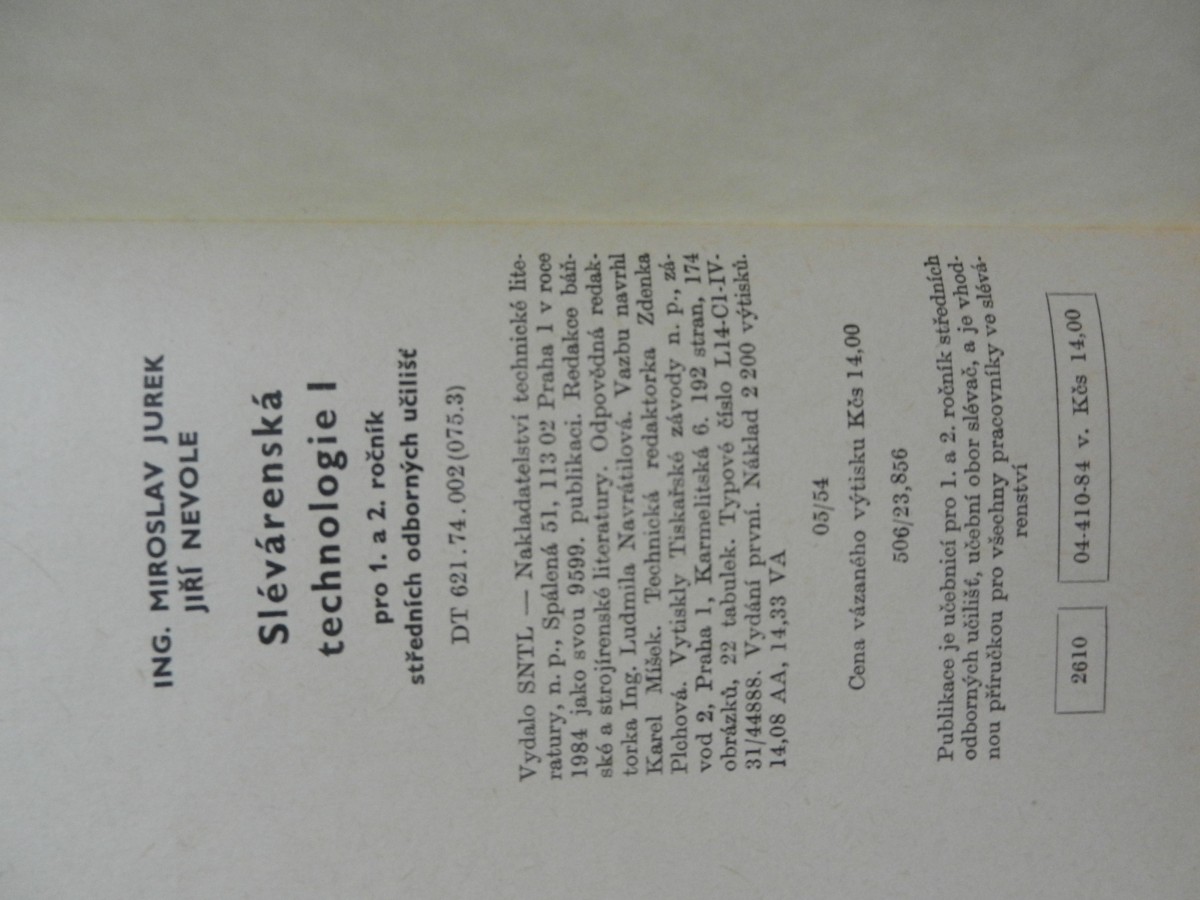 ING. MIROSLAV JUREK
JIŘÍ NEVOLE
Slévárenská
technologie I
pro 1. a 2. ročník
středních odborných učilišť
DT 621.74.002(075.3)
Vydalo SNTL — Nakladatelství technické lite-
ratury, n. p., Spálená 51, 113 02 Praha 1 v roce
1984 jako svou 9599. publikaci. Redakce báň-
ské a strojírenské literatury. Odpovědná redak-
torka Ing. Ludmila Navrátilová. Vazbu navrhl
Karel Míšek. Technická redaktorka Zdenka
Plchová. Vytiskly Tiskařské závody n. p., zá-
vod 2, Praha 1, Karmelitská 6. 192 stran, 174
obrázků, 22 tabulek. Typové číslo L14-C1-IV-
31/44888. Vydání první. Náklad 2 200 výtisků.
14,08 AA, 14,33 VA
05/54
Cena vázaného výtisku Kčs 14,00
506/23,856
Publikace je učebnicí pro 1. a 2. ročník středních
odborných učilišť, učební obor slévač, a je vhod-
nou příručkou pro všechny pracovníky ve slévá-
renství
2610 04-410-84 v. Kčs 14,00